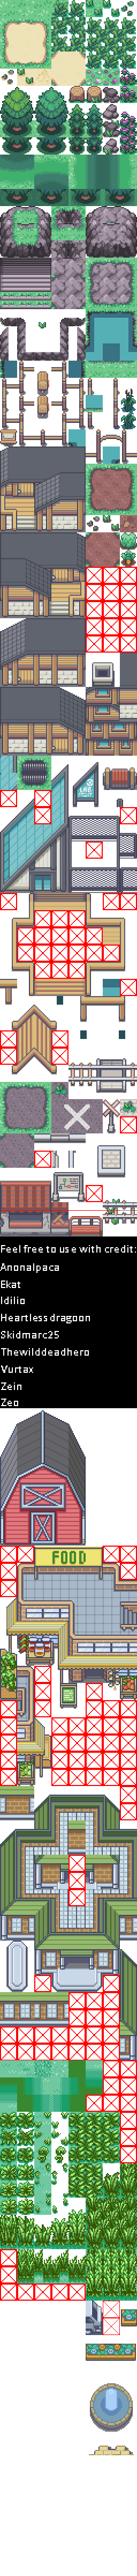 Feel free to use with credit:
Anonalpaca
Ekat
Idilio
Heartless dragoon
Skidmarc25
Thewilddeadhero
Vurtax
Zein
Zeo
FOOD